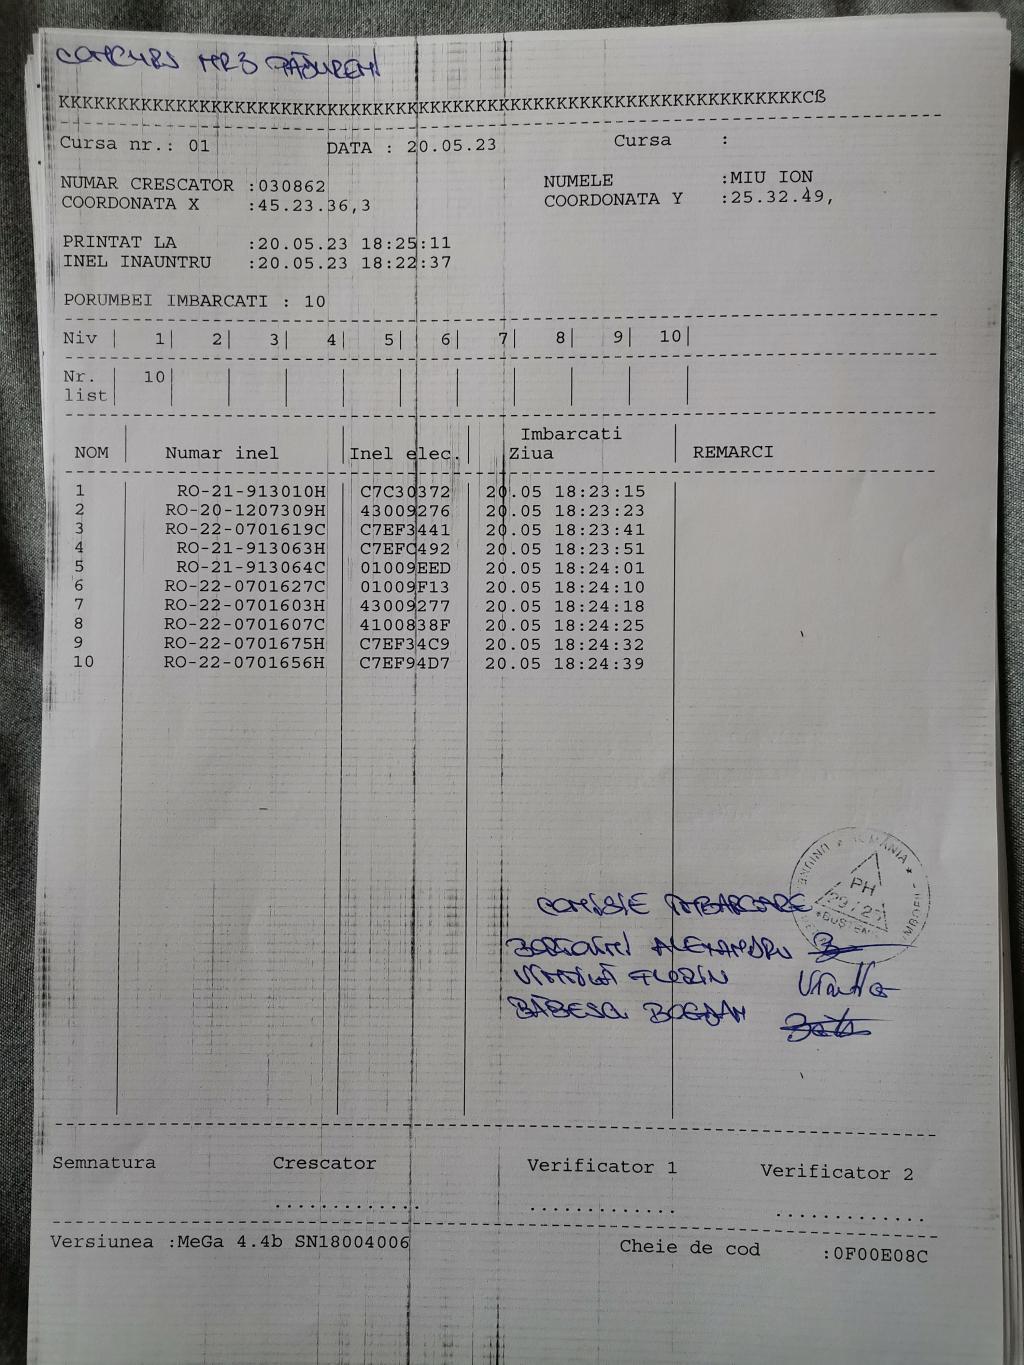 CONCURS NR3 PĂDURENI
KKKKKKKKKKKKKKKKKKKKKKKKKKKKKKKKKKKKKKKKKKKKKKKKKKKKKKKKKKKKKKKKCß
Cursa nr.: 01 DATA : 20.05.23 Cursa :
NUMAR CRESCATOR :030862 NUMELE :MIU ION
COORDONATA X :45.23.36,3 COORDONATA Y :25.32.49,
PRINTAT LA :20.05.23 18:25:11
INEL INAUNTRU :20.05.23 18:22:37
PORUMBEI IMBARCATI : 10
Niv | 1| 2| 3| 4| 5| 6| 7| 8| 9| 10|
Nr. list | 10|
NOM Numar inel Inel elec. Imbarcati Ziua REMARCI
1 RO-21-913010H C7C30372 20.05 18:23:15
2 RO-20-1207309H 43009276 20.05 18:23:23
3 RO-22-0701619C C7EF3441 20.05 18:23:41
4 RO-21-913063H C7EFC492 20.05 18:23:51
5 RO-21-913064C 01009EED 20.05 18:24:01
6 RO-22-0701627C 01009F13 20.05 18:24:10
7 RO-22-0701603H 43009277 20.05 18:24:18
8 RO-22-0701607C 4100838F 20.05 18:24:25
9 RO-22-0701675H C7EF34C9 20.05 18:24:32
10 RO-22-0701656H C7EF94D7 20.05 18:24:39
PH
COMISIE IMBARCARE
ALEXANDRU
FLORIN
BĂBESCU BOGDAN
Semnatura Crescator Verificator 1 Verificator 2
Versiunea :MeGa 4.4b SN18004006 Cheie de cod :0F00E08C